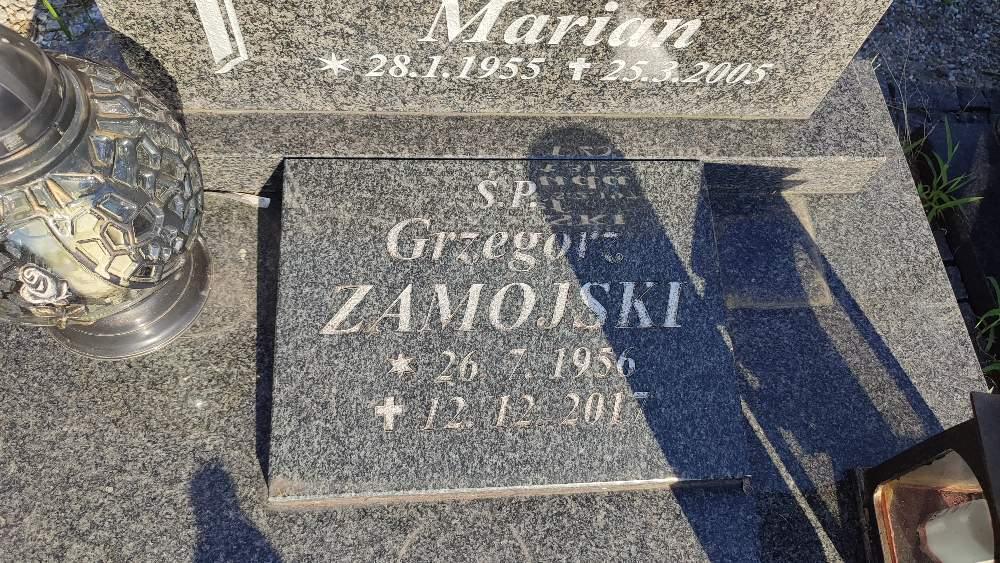 Marian
* 28.1.1955 ✝ 25.3.2005
Ś.P.
Grzegorz
ZAMOJSKI
* 26. 7. 1956
✝ 12. 12. 2017